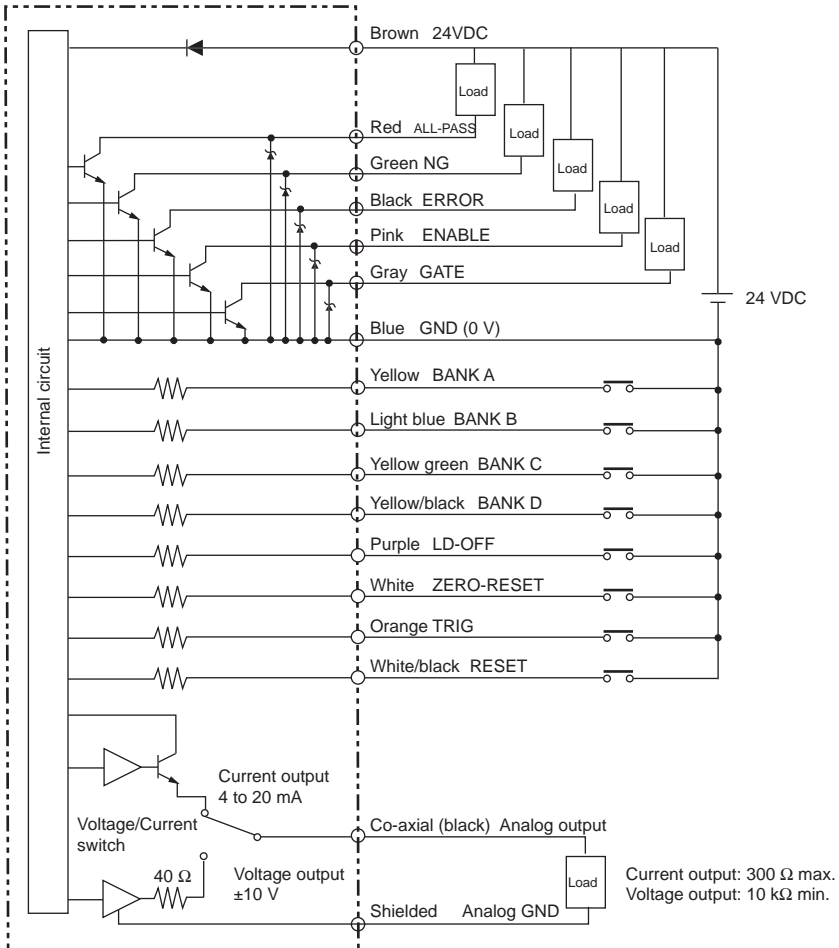 Brown 24VDC
Load
Red ALL-PASS
Load
Green NG
Load
Black ERROR
Load
Pink ENABLE
Load
Gray GATE
24 VDC
Blue GND (0 V)
Internal circuit
Yellow BANK A
Light blue BANK B
Yellow green BANK C
Yellow/black BANK D
Purple LD-OFF
White ZERO-RESET
Orange TRIG
White/black RESET
Current output
4 to 20 mA
Voltage/Current
switch
Co-axial (black) Analog output
40 Ω
Voltage output
±10 V
Load
Current output: 300 Ω max.
Voltage output: 10 kΩ min.
Shielded Analog GND